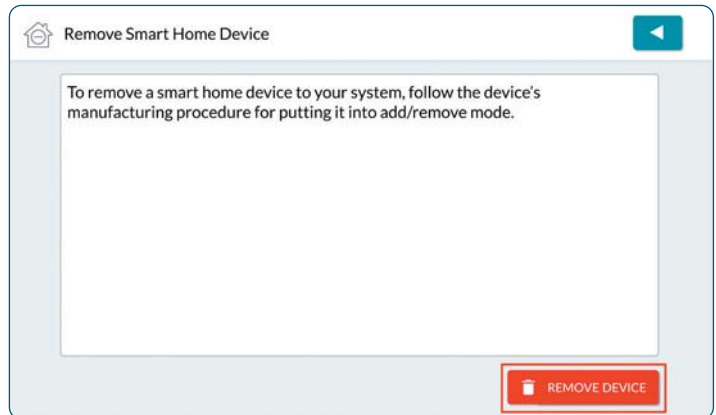 Remove Smart Home Device
To remove a smart home device to your system, follow the device's
manufacturing procedure for putting it into add/remove mode.
REMOVE DEVICE